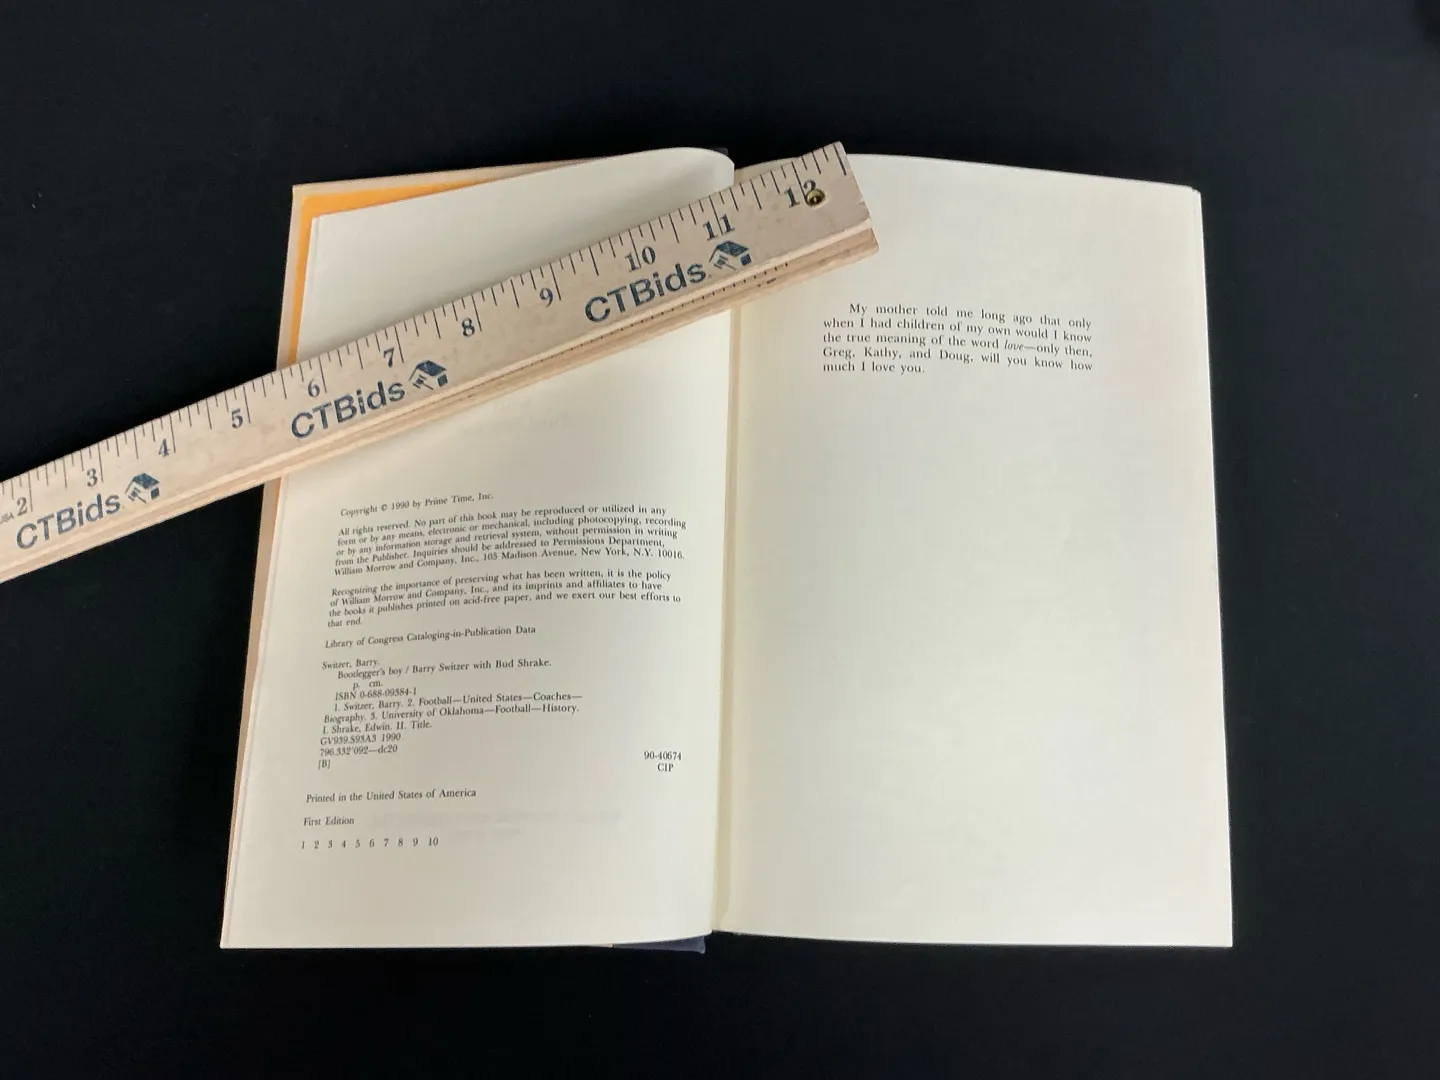 USA
2 3 4 5 6 7 8 9 10 11 12
CTBids
CTBids
CTBids
Copyright © 1990 by Prime Time, Inc.
All rights reserved. No part of this book may be reproduced or utilized in any
form or by any means, electronic or mechanical, including photocopying, recording
or by any information storage and retrieval system, without permission in writing
from the Publisher. Inquiries should be addressed to Permissions Department,
William Morrow and Company, Inc., 105 Madison Avenue, New York, N.Y. 10016.
Recognizing the importance of preserving what has been written, it is the policy
of William Morrow and Company, Inc., and its imprints and affiliates to have
the books it publishes printed on acid-free paper, and we exert our best efforts to
that end.
Library of Congress Cataloging-in-Publication Data
Switzer, Barry.
Bootlegger's boy / Barry Switzer with Bud Shrake.
p. cm.
ISBN 0-688-09384-1
1. Switzer, Barry. 2. Football—United States—Coaches—
Biography. 3. University of Oklahoma—Football—History.
I. Shrake, Edwin. II. Title.
GV939.S93A3 1990
796.332'092—dc20
[B]
90-40674
CIP
Printed in the United States of America
First Edition
1 2 3 4 5 6 7 8 9 10
My mother told me long ago that only
when I had children of my own would I know
the true meaning of the word love—only then,
Greg, Kathy, and Doug, will you know how
much I love you.